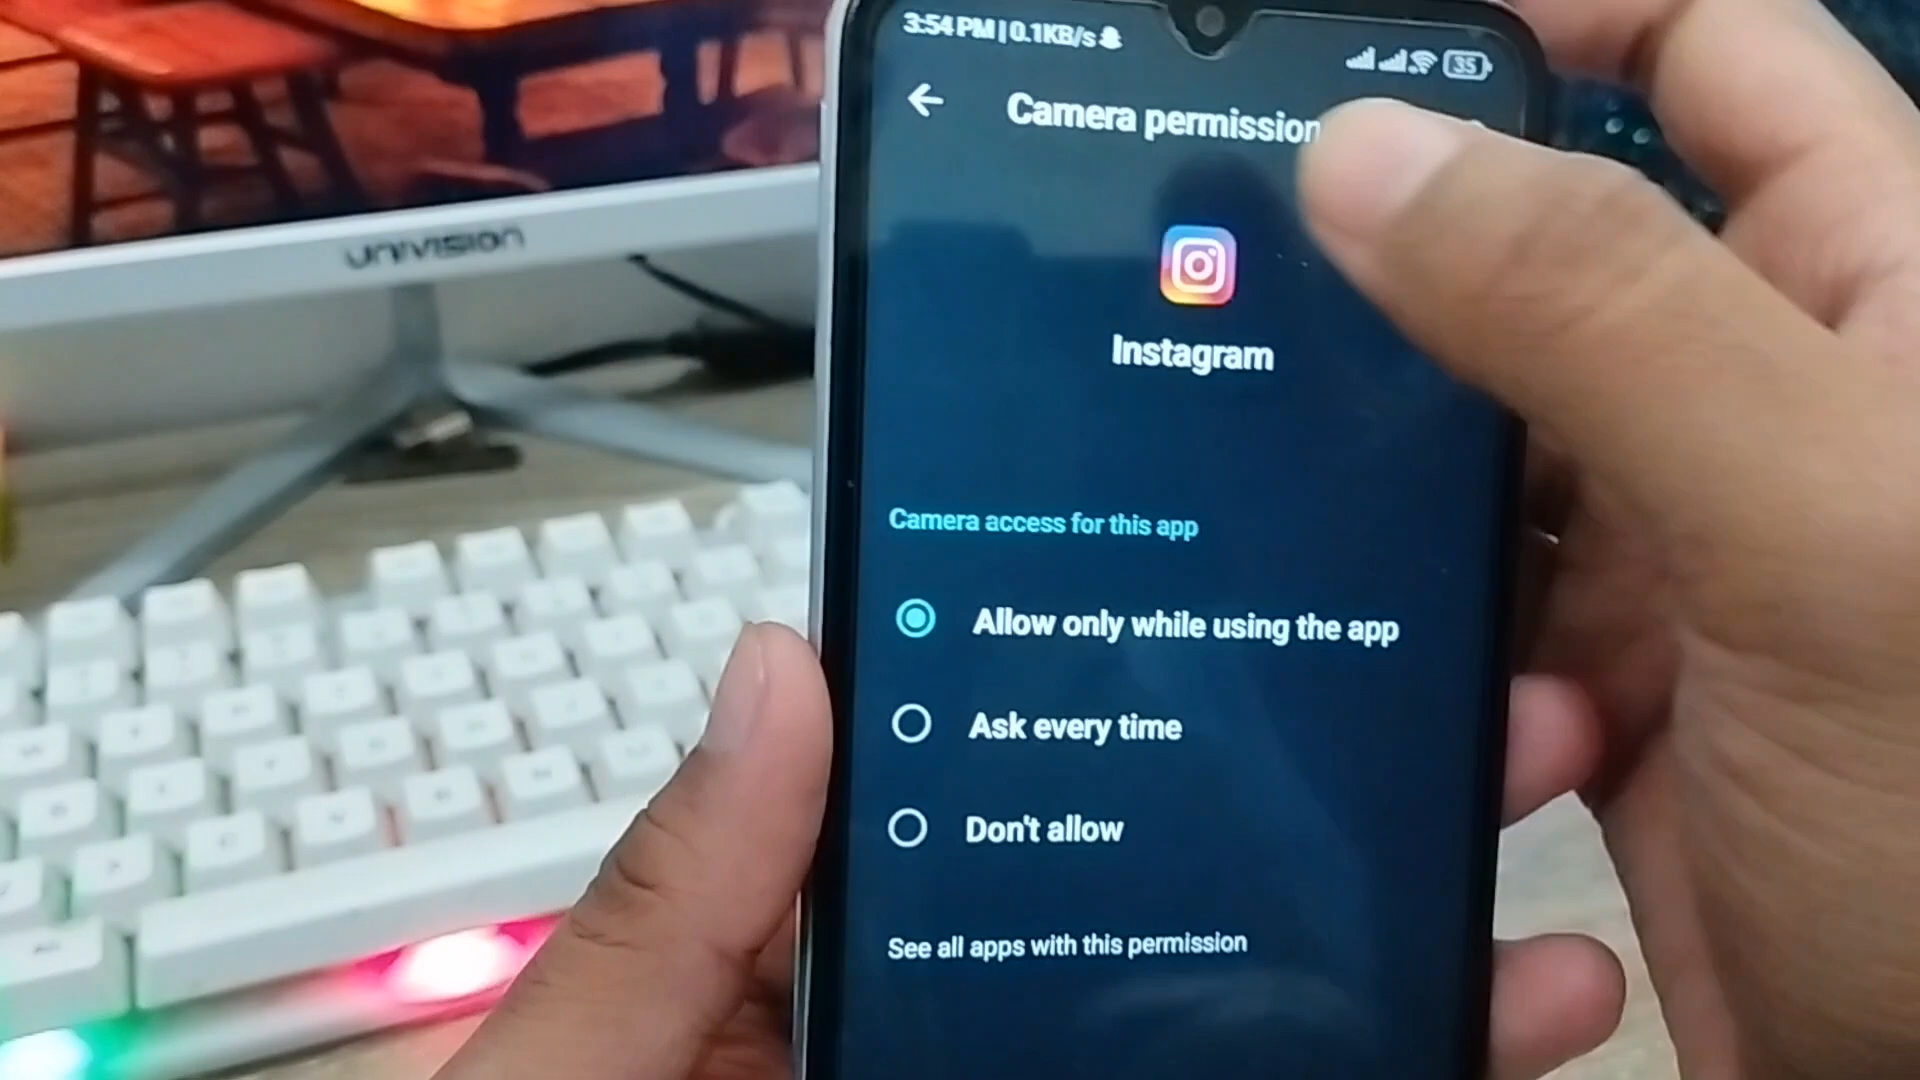 3:54 PM | 0.1KB/s
35
Camera permission
Instagram
Camera access for this app
Allow only while using the app
Ask every time
Don't allow
See all apps with this permission
UNIVISION